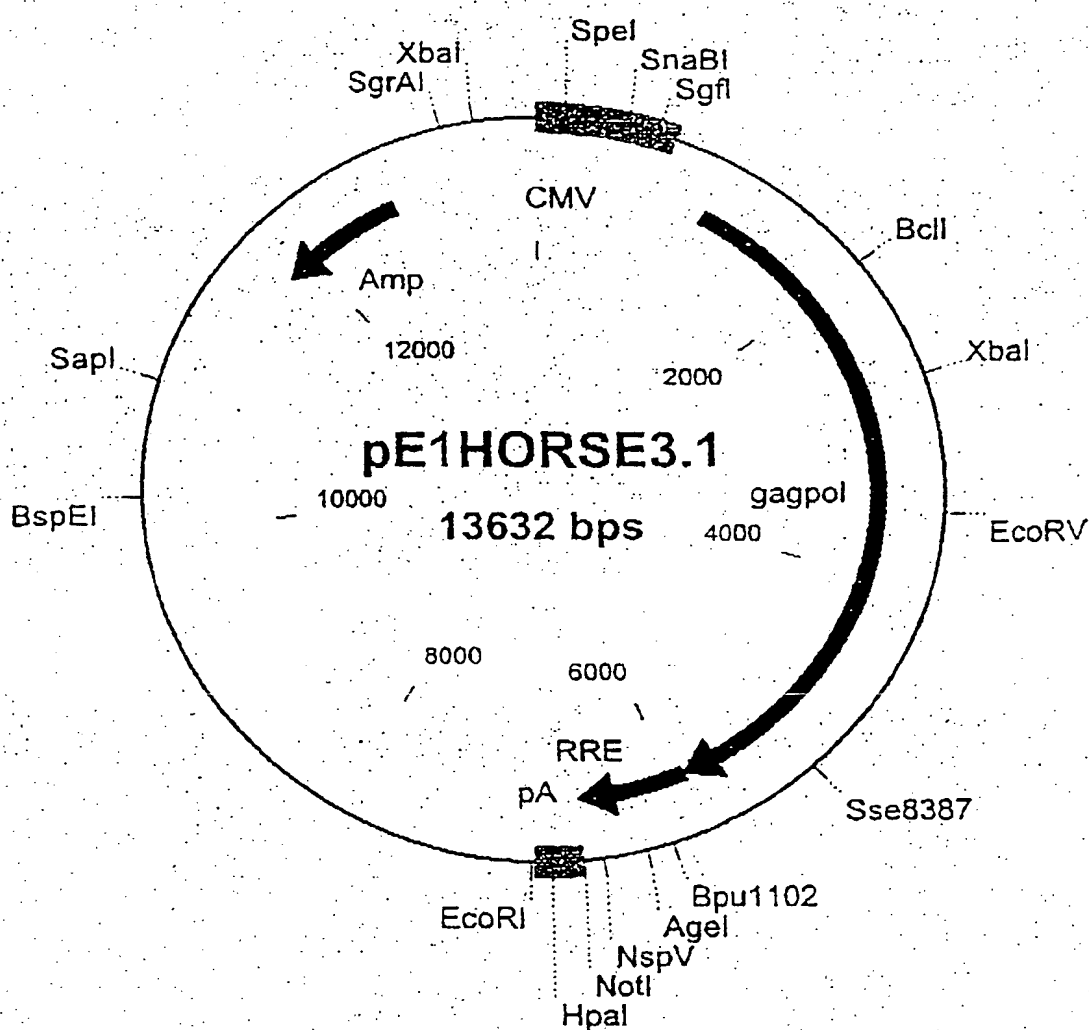 SpeI
XbaI
SnaBI
SgrAI
SgfI
CMV
BclI
Amp
12000
2000
XbaI
SapI
pE1HORSE3.1
10000
gagpol
BspEI
13632 bps
4000
EcoRV
8000
6000
RRE
pA
Sse8387
Bpu1102
EcoRI
AgeI
NspV
NotI
HpaI